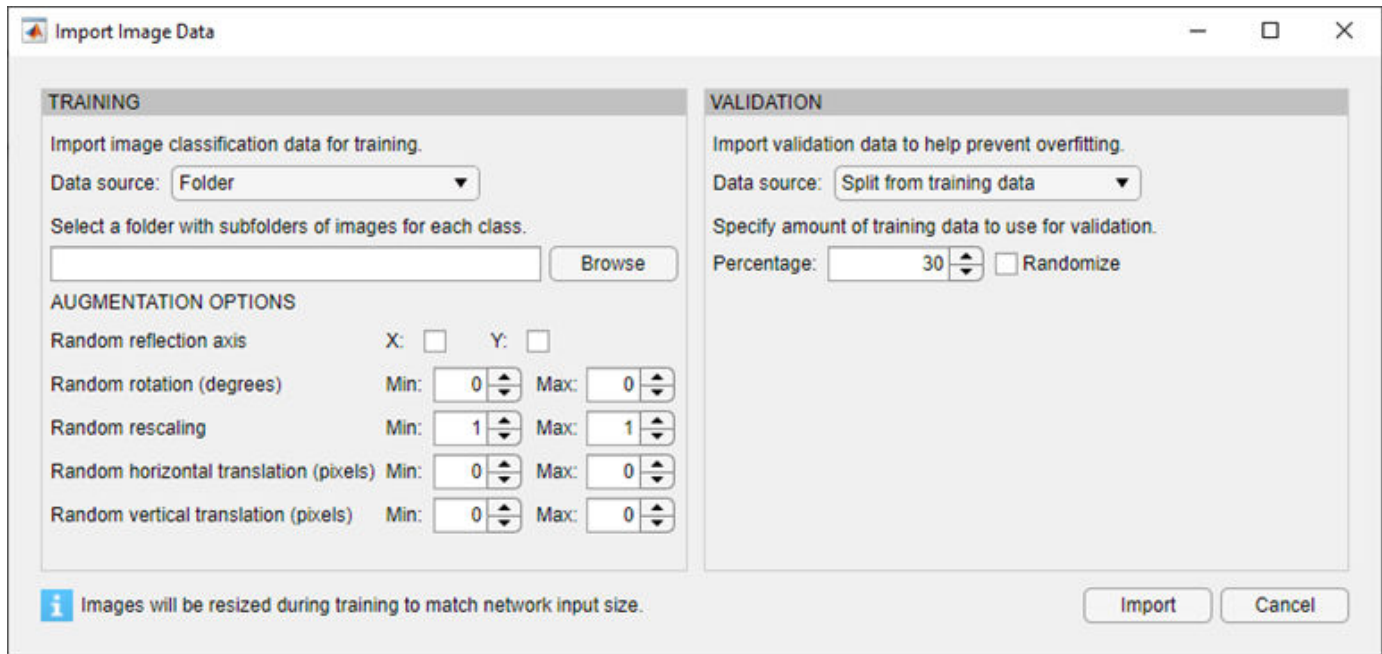 Import Image Data
TRAINING
Import image classification data for training.
Data source: Folder
Select a folder with subfolders of images for each class.
Browse
AUGMENTATION OPTIONS
Random reflection axis X: Y:
Random rotation (degrees) Min: 0 Max: 0
Random rescaling Min: 1 Max: 1
Random horizontal translation (pixels) Min: 0 Max: 0
Random vertical translation (pixels) Min: 0 Max: 0
VALIDATION
Import validation data to help prevent overfitting.
Data source: Split from training data
Specify amount of training data to use for validation.
Percentage: 30 Randomize
i Images will be resized during training to match network input size.
Import Cancel